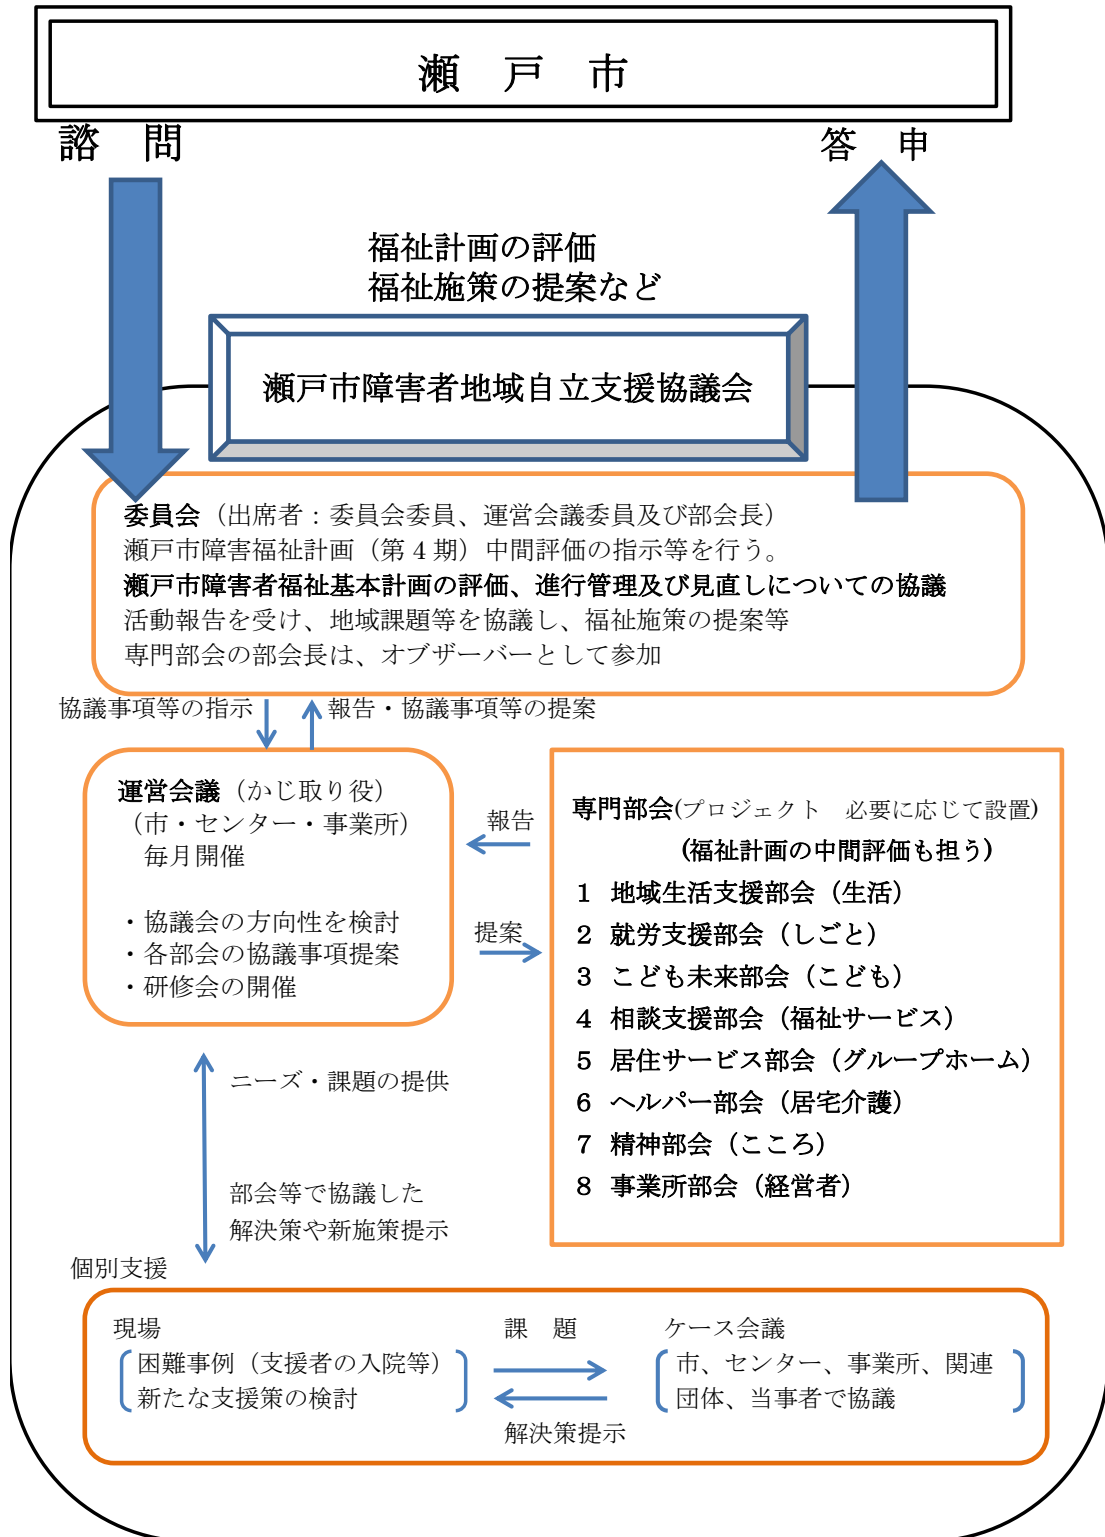 瀬　戸　市
諮　問
答　申
福祉計画の評価
福祉施策の提案など
瀬戸市障害者地域自立支援協議会
委員会（出席者：委員会委員、運営会議委員及び部会長）
瀬戸市障害福祉計画（第４期）中間評価の指示等を行う。
瀬戸市障害者福祉基本計画の評価、進行管理及び見直しについての協議
活動報告を受け、地域課題等を協議し、福祉施策の提案等
専門部会の部会長は、オブザーバーとして参加
協議事項等の指示
報告・協議事項等の提案
運営会議（かじ取り役）
（市・センター・事業所）
毎月開催
・協議会の方向性を検討
・各部会の協議事項提案
・研修会の開催
報告
提案
専門部会(プロジェクト　必要に応じて設置)
(福祉計画の中間評価も担う)
1 地域生活支援部会（生活）
2 就労支援部会（しごと）
3 こども未来部会（こども）
4 相談支援部会（福祉サービス）
5 居住サービス部会（グループホーム）
6 ヘルパー部会（居宅介護）
7 精神部会（こころ）
8 事業所部会（経営者）
ニーズ・課題の提供
部会等で協議した
解決策や新施策提示
個別支援
現場
困難事例（支援者の入院等）
新たな支援策の検討
課　題
解決策提示
ケース会議
市、センター、事業所、関連
団体、当事者で協議